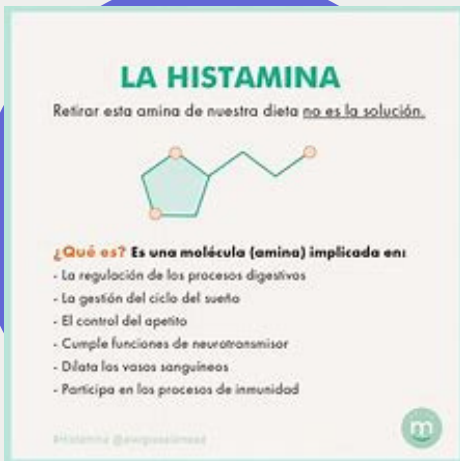 LA HISTAMINA
Retirar esta amina de nuestra dieta no es la solución.
¿Qué es? Es una molécula (amina) implicada en:
- La regulación de los procesos digestivos
- La gestión del ciclo del sueño
- El control del apetito
- Cumple funciones de neurotransmisor
- Dilata los vasos sanguíneos
- Participa en los procesos de inmunidad
#Histamina
m